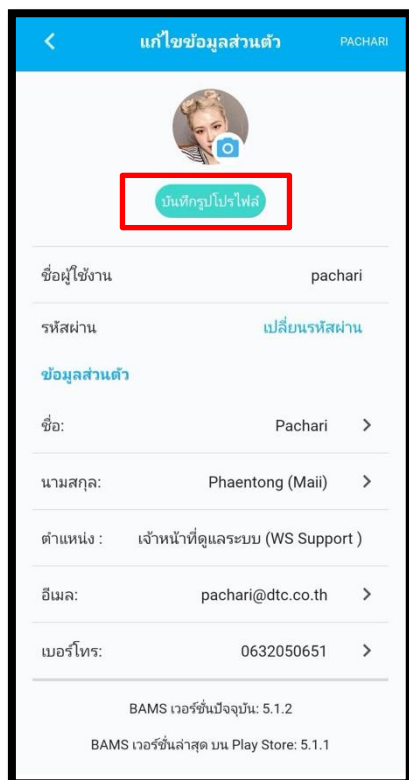 แก้ไขข้อมูลส่วนตัว PACHARI
บันทึกรูปโปรไฟล์
ชื่อผู้ใช้งาน pachari
รหัสผ่าน เปลี่ยนรหัสผ่าน
ข้อมูลส่วนตัว
ชื่อ: Pachari
นามสกุล: Phaentong (Maii)
ตำแหน่ง : เจ้าหน้าที่ดูแลระบบ (WS Support )
อีเมล: pachari@dtc.co.th
เบอร์โทร: 0632050651
BAMS เวอร์ชั่นปัจจุบัน: 5.1.2
BAMS เวอร์ชั่นล่าสุด บน Play Store: 5.1.1